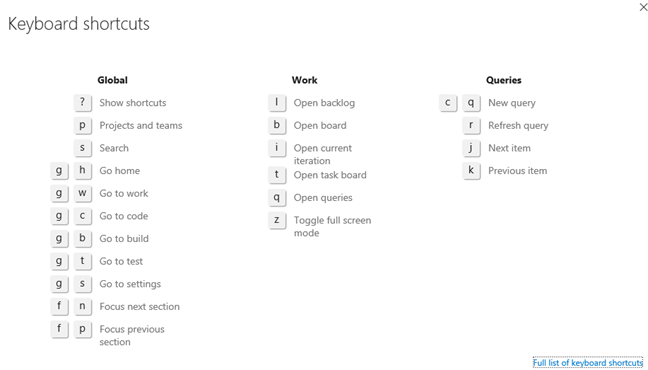 Keyboard shortcuts
Global
? Show shortcuts
p Projects and teams
s Search
g h Go home
g w Go to work
g c Go to code
g b Go to build
g t Go to test
g s Go to settings
f n Focus next section
f p Focus previous
section
Work
l Open backlog
b Open board
i Open current
iteration
t Open task board
q Open queries
z Toggle full screen
mode
Queries
c q New query
r Refresh query
j Next item
k Previous item
Full list of keyboard shortcuts